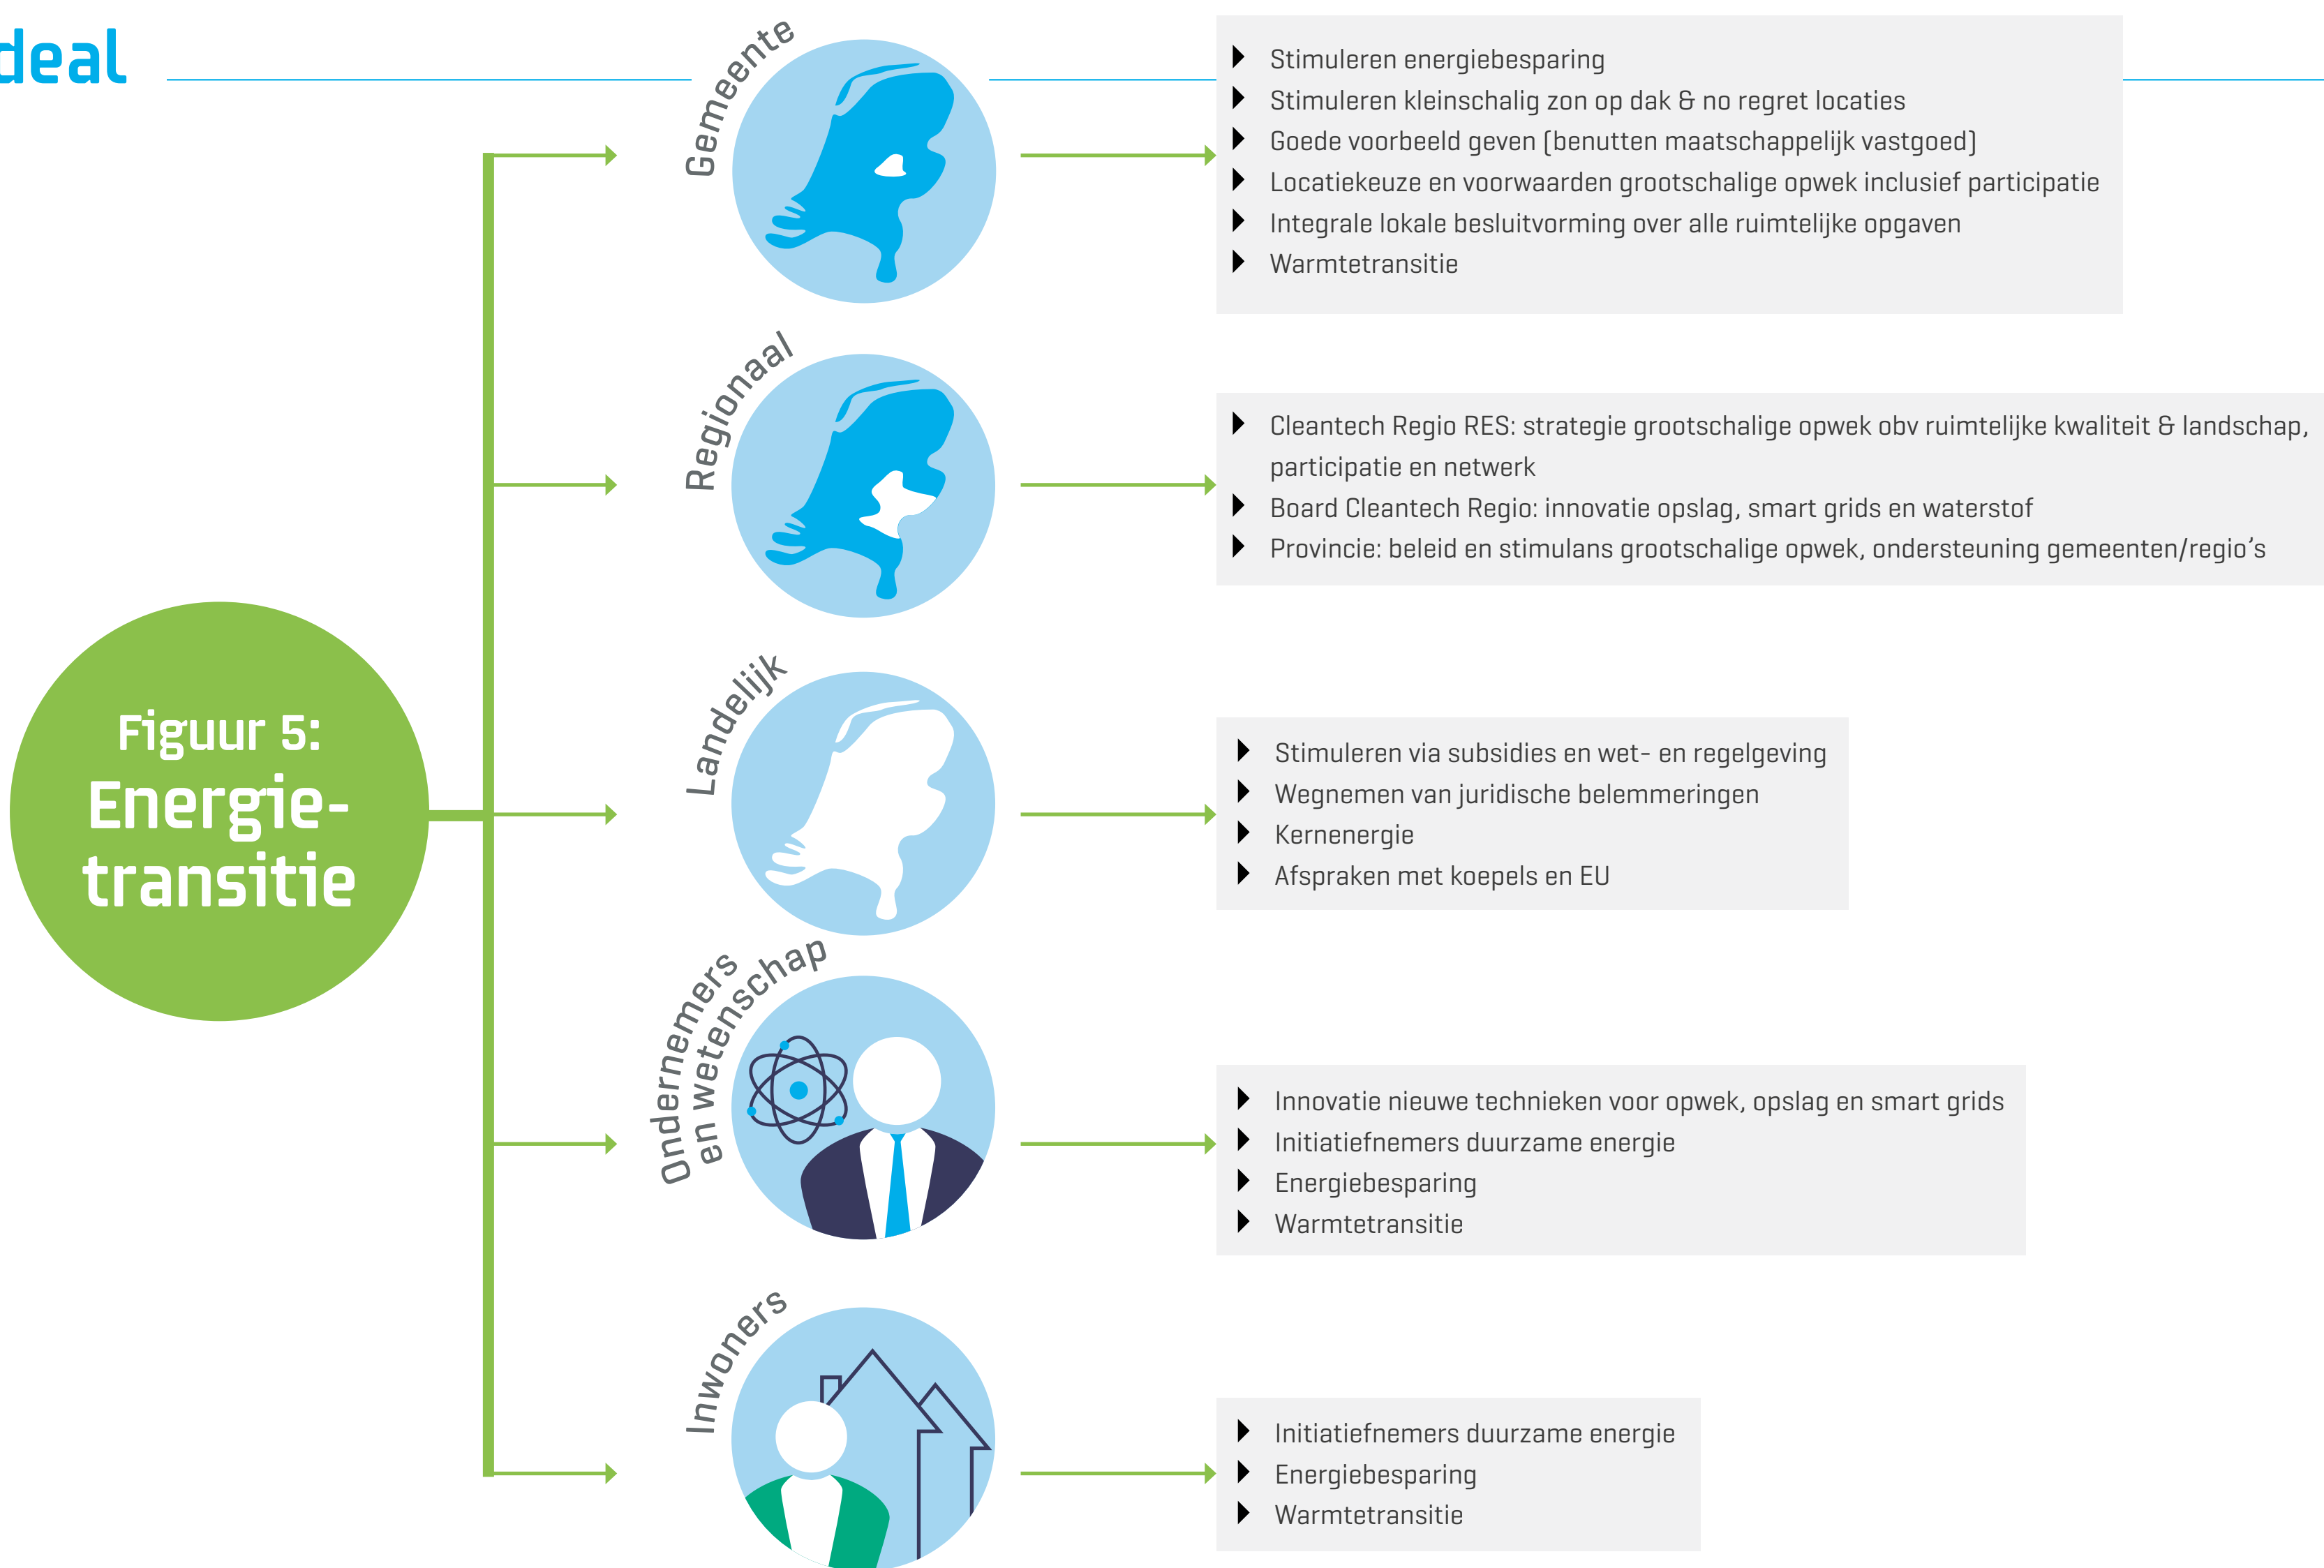 deal
Figuur 5:
Energie-
transitie
Gemeente
Stimuleren energiebesparing
Stimuleren kleinschalig zon op dak & no regret locaties
Goede voorbeeld geven (benutten maatschappelijk vastgoed)
Locatiekeuze en voorwaarden grootschalige opwek inclusief participatie
Integrale lokale besluitvorming over alle ruimtelijke opgaven
Warmtetransitie
Regionaal
Cleantech Regio RES: strategie grootschalige opwek obv ruimtelijke kwaliteit & landschap,
participatie en netwerk
Board Cleantech Regio: innovatie opslag, smart grids en waterstof
Provincie: beleid en stimulans grootschalige opwek, ondersteuning gemeenten/regio’s
Landelijk
Stimuleren via subsidies en wet- en regelgeving
Wegnemen van juridische belemmeringen
Kernenergie
Afspraken met koepels en EU
Ondernemers
en wetenschap
Innovatie nieuwe technieken voor opwek, opslag en smart grids
Initiatiefnemers duurzame energie
Energiebesparing
Warmtetransitie
Inwoners
Initiatiefnemers duurzame energie
Energiebesparing
Warmtetransitie